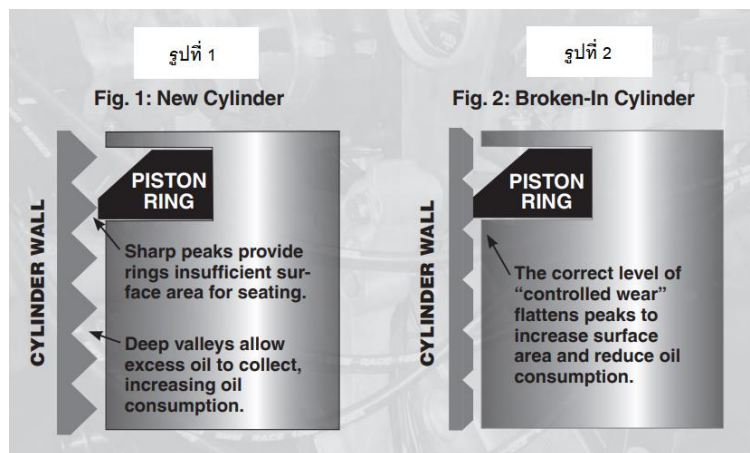 รูปที่ 1
Fig. 1: New Cylinder
CYLINDER WALL
PISTON
RING
Sharp peaks provide
rings insufficient sur-
face area for seating.
Deep valleys allow
excess oil to collect,
increasing oil
consumption.
รูปที่ 2
Fig. 2: Broken-In Cylinder
CYLINDER WALL
PISTON
RING
The correct level of
“controlled wear”
flattens peaks to
increase surface
area and reduce oil
consumption.